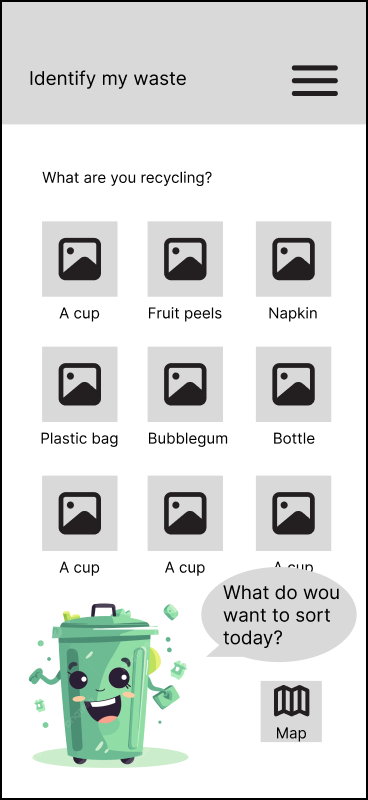 Identify my waste
What are you recycling?
A cup
Fruit peels
Napkin
Plastic bag
Bubblegum
Bottle
A cup
A cup
A cup
What do wou
want to sort
today?
Map